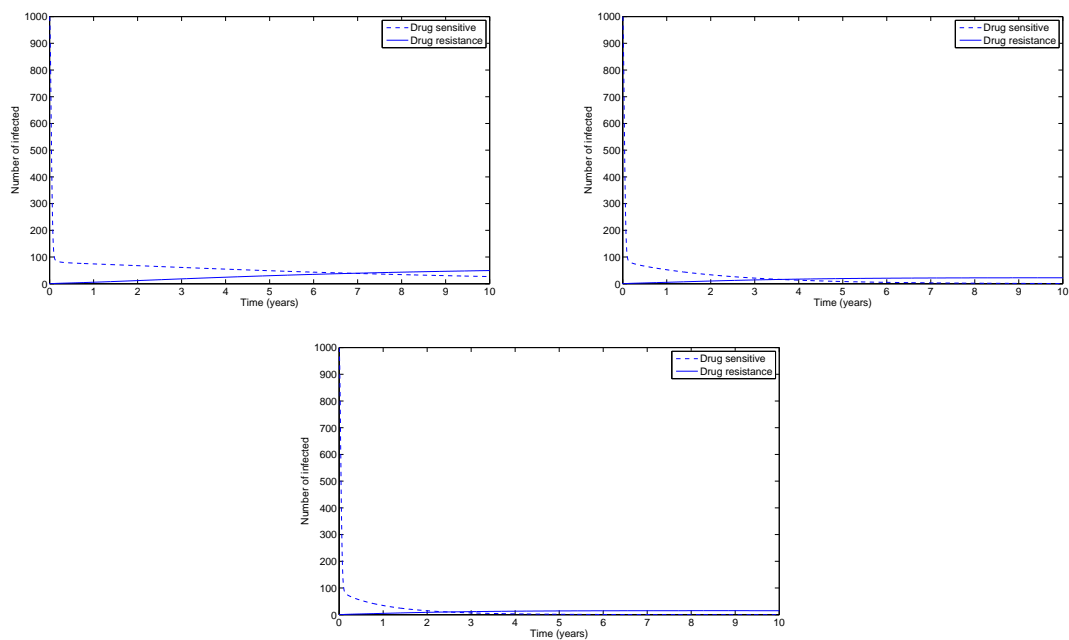 1000
900
800
700
600
500
400
300
200
100
0
Number of infected
0 1 2 3 4 5 6 7 8 9 10
Time (years)
Drug sensitive
Drug resistance
1000
900
800
700
600
500
400
300
200
100
0
Number of infected
0 1 2 3 4 5 6 7 8 9 10
Time (years)
Drug sensitive
Drug resistance
1000
900
800
700
600
500
400
300
200
100
0
Number of infected
0 1 2 3 4 5 6 7 8 9 10
Time (years)
Drug sensitive
Drug resistance